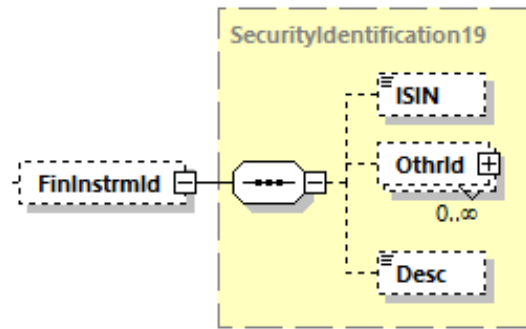 SecurityIdentification19
ISIN
FinInstrmId
OthrId
0..∞
Desc